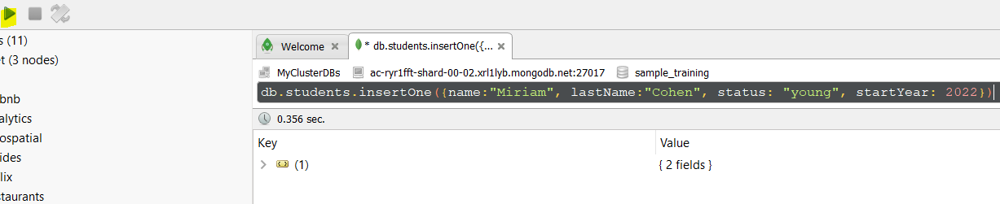 s (11)
et (3 nodes)
bnb
alytics
ospatial
ides
lix
staurants
Welcome
* db.students.insertOne({...
MyClusterDBs ac-ryr1fft-shard-00-02.xrl1lyb.mongodb.net:27017 sample_training
db.students.insertOne({name:"Miriam", lastName:"Cohen", status: "young", startYear: 2022})
0.356 sec.
Key Value
(1) { 2 fields }